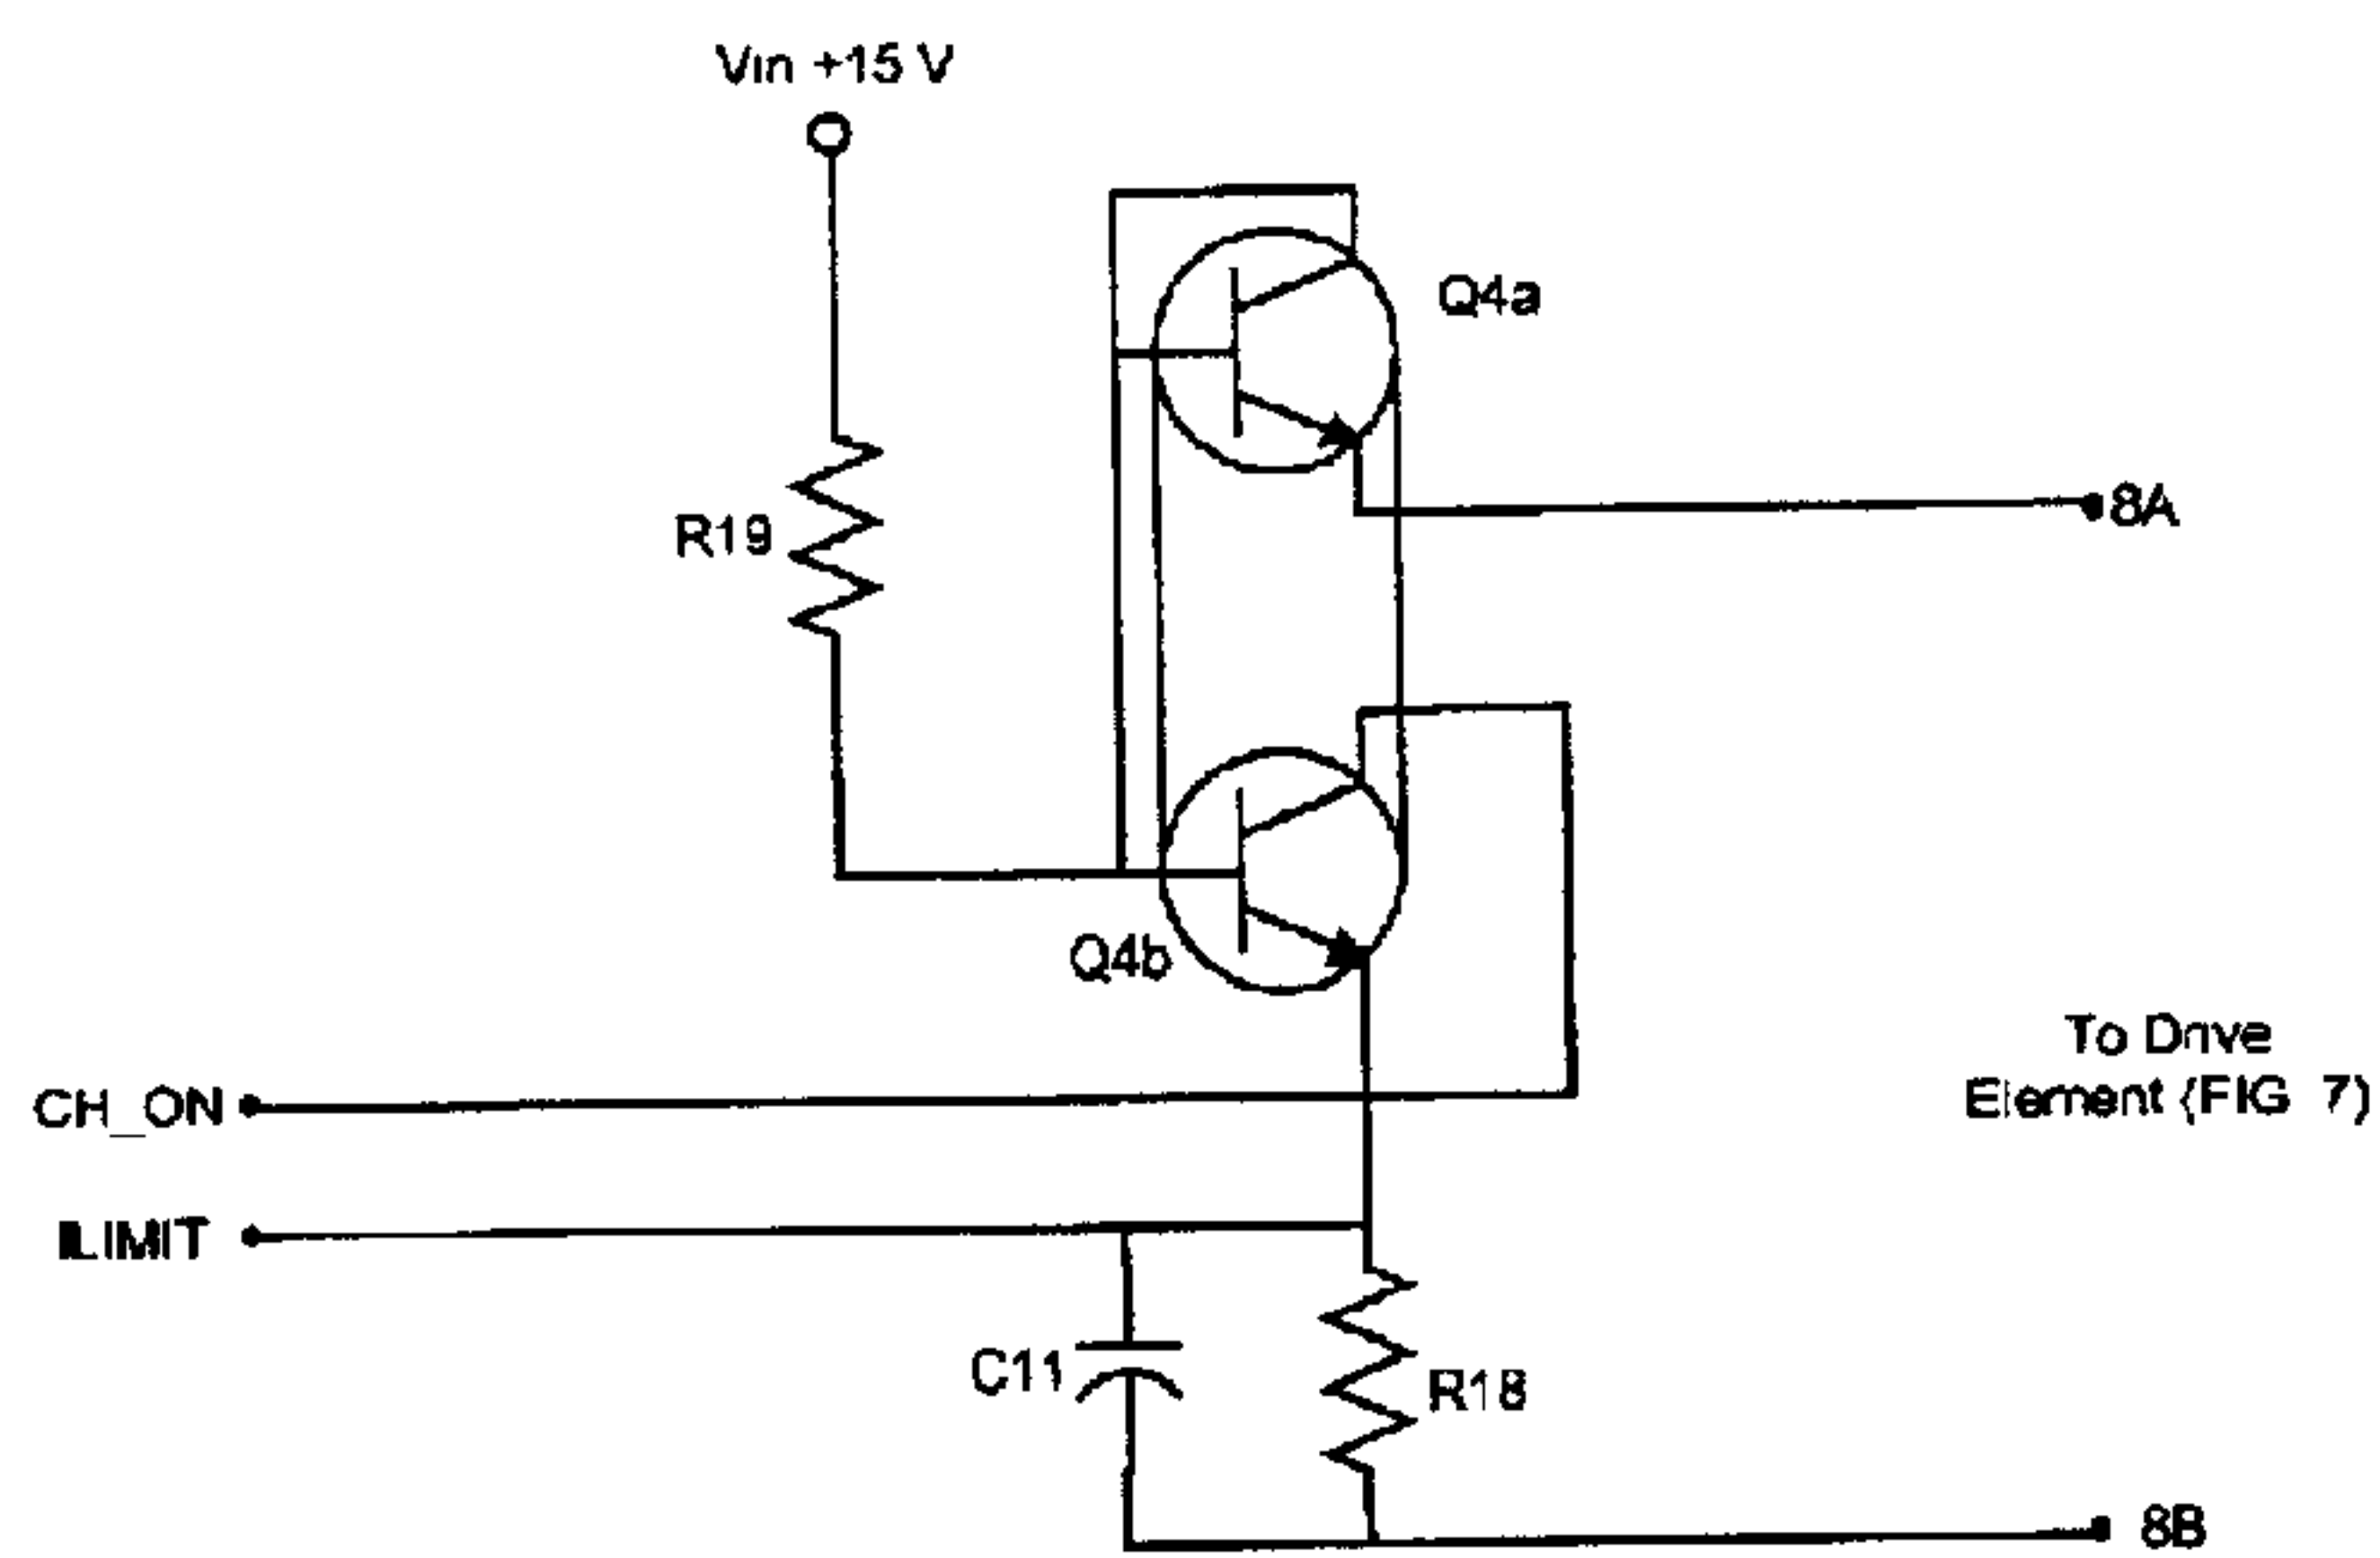 Vin +15 V
Q4a
8A
R19
Q4b
To Drive
Element (FIG 7)
CH_ON
ILIMIT
C11
R18
8B